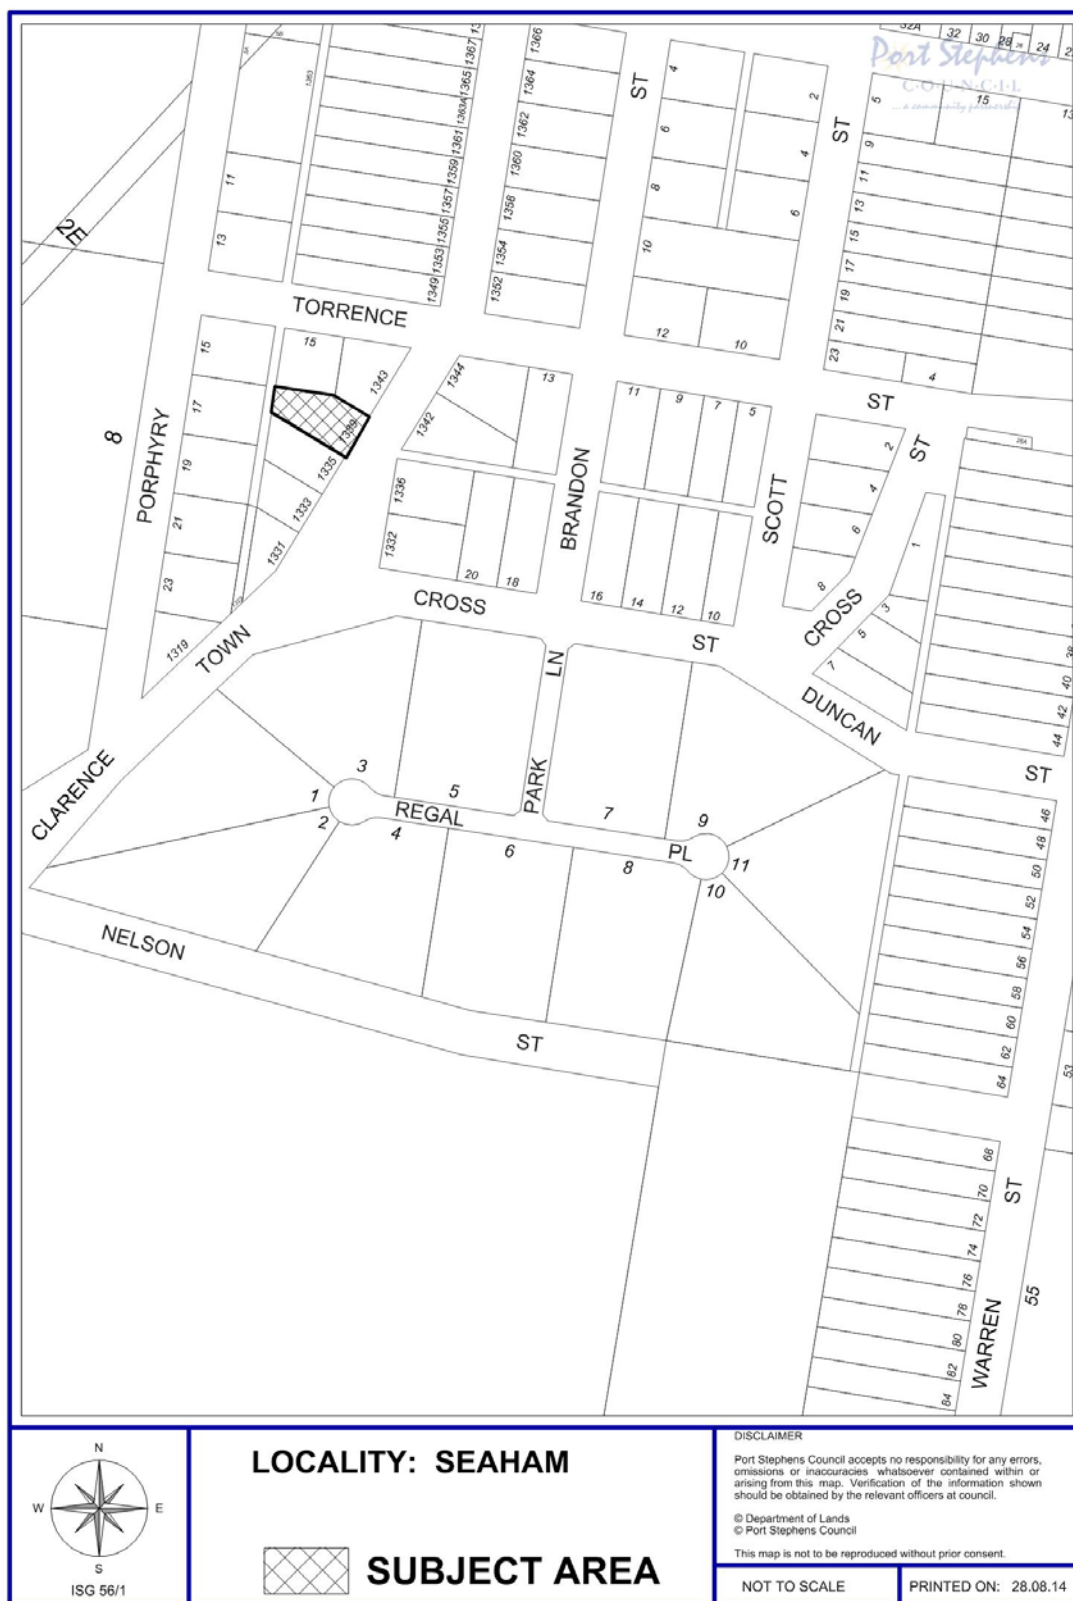 32A
32
30
28
24
Port Stephens
C·O·U·N·C·I·L
... a community partnership
1367
1365
1363A
1361
1359
1357
1355
1353
1349
1366
1364
1362
1360
1358
1354
1352
ST
4
6
8
10
12
10
2
4
6
ST
5
15
9
11
13
15
17
19
21
23
4
11
13
2E
8
TORRENCE
ST
15
17
19
21
23
1319
PORPHYRY
15
1343
1339
1335
1333
1331
1344
1342
13
1336
1332
20
18
BRANDON
11
9
7
5
16
14
12
10
SCOTT
2
4
6
8
ST
CROSS
1
3
5
7
CROSS
ST
40
42
44
TOWN
CLARENCE
LN
PARK
DUNCAN
ST
3
1
2
5
4
REGAL
6
7
8
PL
9
11
10
46
48
50
52
54
56
58
60
62
64
53
NELSON
ST
68
70
72
74
76
78
80
82
84
ST
WARREN
55
N
W
E
S
ISG 56/1
LOCALITY: SEAHAM
SUBJECT AREA
DISCLAIMER
Port Stephens Council accepts no responsibility for any errors,
omissions or inaccuracies whatsoever contained within or
arising from this map. Verification of the information shown
should be obtained by the relevant officers at council.
© Department of Lands
© Port Stephens Council
This map is not to be reproduced without prior consent.
NOT TO SCALE
PRINTED ON: 28.08.14